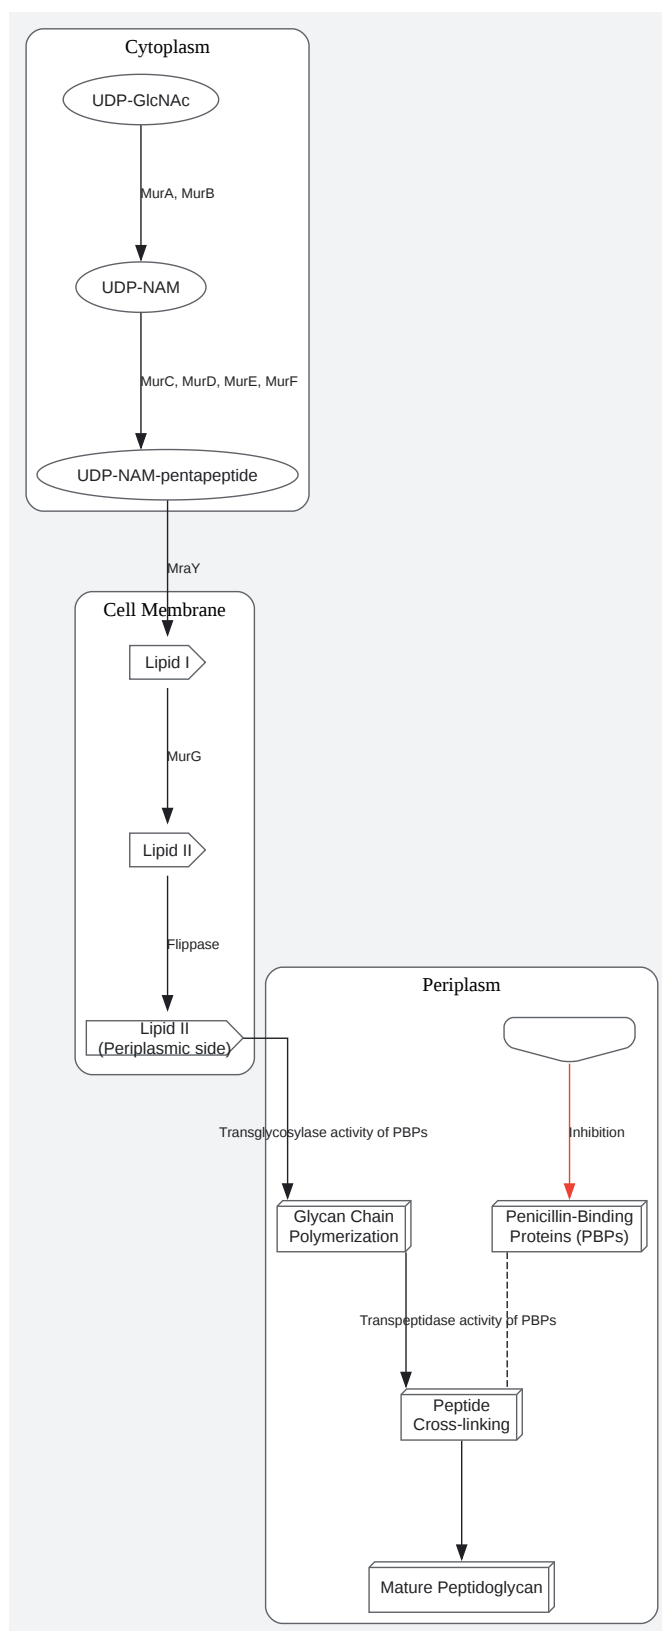 Cytoplasm
UDP-GlcNAc
MurA, MurB
UDP-NAM
MurC, MurD, MurE, MurF
UDP-NAM-pentapeptide
MraY
Cell Membrane
Lipid I
MurG
Lipid II
Flippase
Lipid II
(Periplasmic side)
Periplasm
Transglycosylase activity of PBPs
Inhibition
Glycan Chain
Polymerization
Penicillin-Binding
Proteins (PBPs)
Transpeptidase activity of PBPs
Peptide
Cross-linking
Mature Peptidoglycan